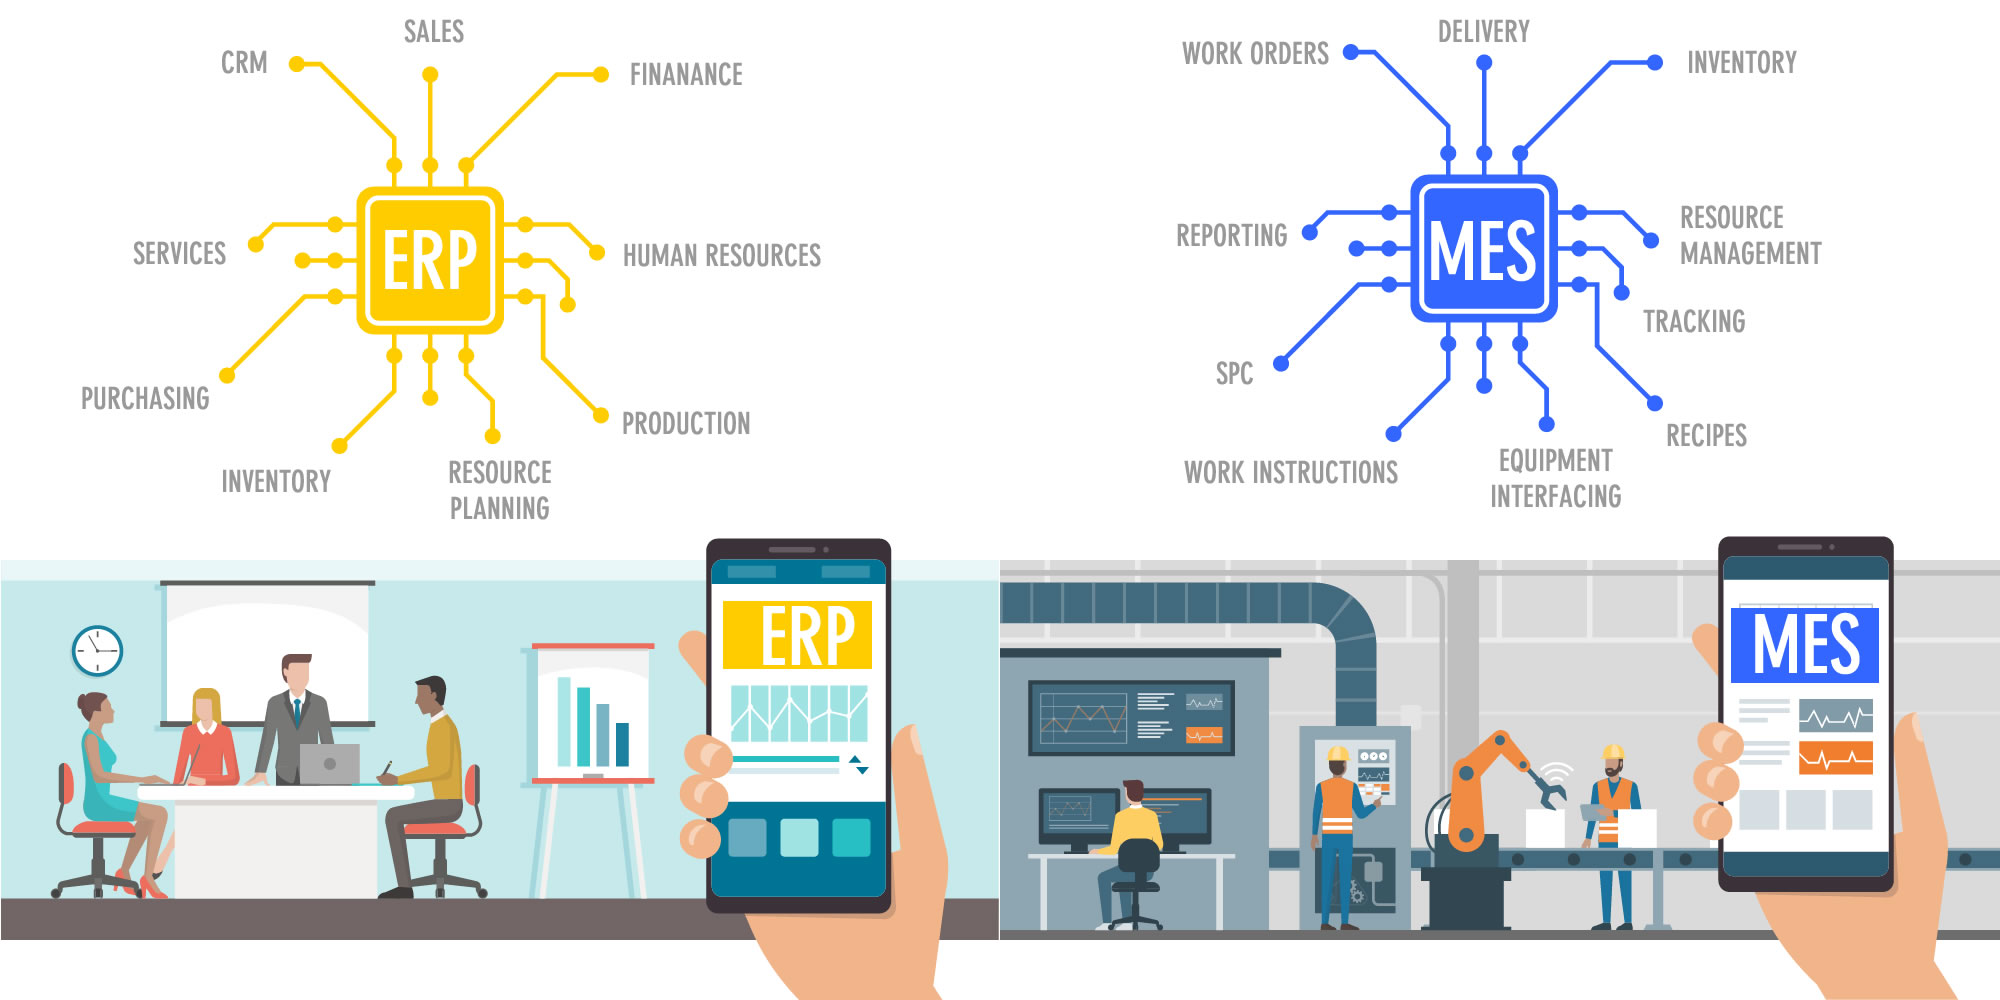 SALES
CRM
FINANANCE
SERVICES
ERP
HUMAN RESOURCES
PURCHASING
PRODUCTION
INVENTORY
RESOURCE
PLANNING
DELIVERY
WORK ORDERS
INVENTORY
REPORTING
MES
RESOURCE
MANAGEMENT
TRACKING
SPC
RECIPES
WORK INSTRUCTIONS
EQUIPMENT
INTERFACING
ERP
MES